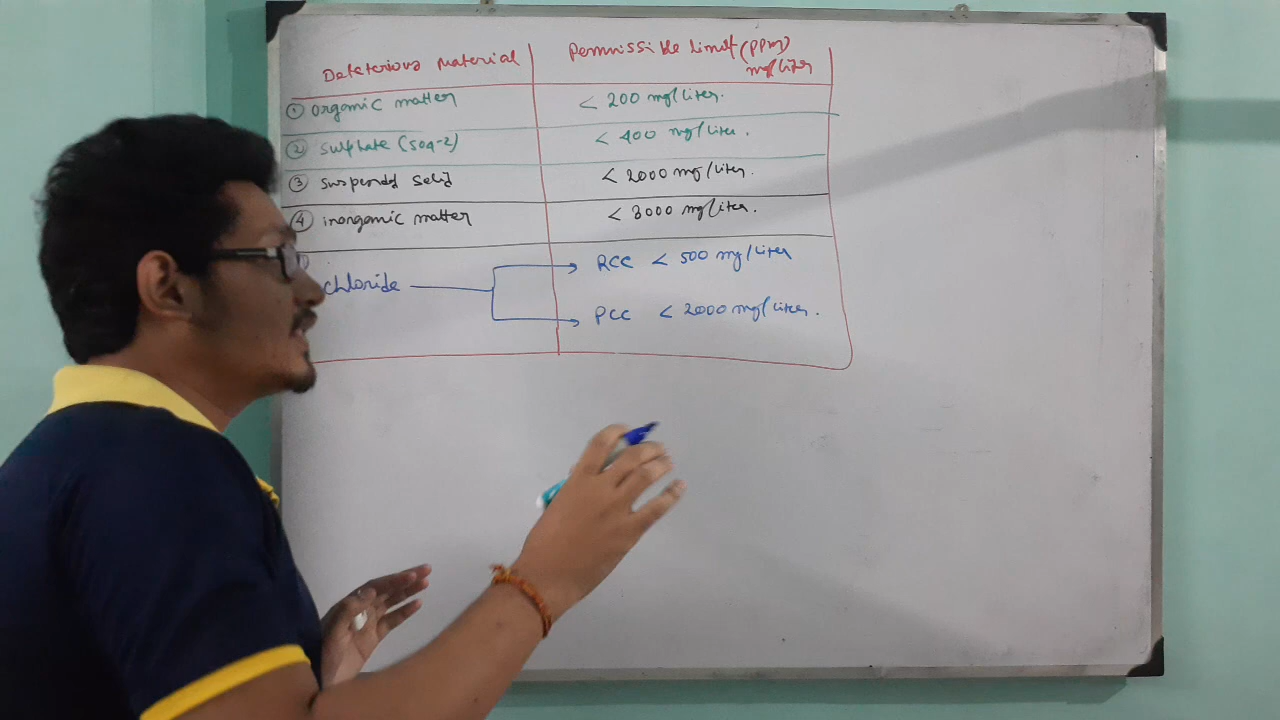 Deleterious Material Permissible limit (PPM)
mg/liter
① organic matter < 200 mg/liter.
② sulphate (SO4-2) < 400 mg/liter.
③ suspended solid < 2000 mg/liter.
④ inorganic matter < 3000 mg/liter.
chloride RCC < 500 mg/liter
PCC < 2000 mg/liter.